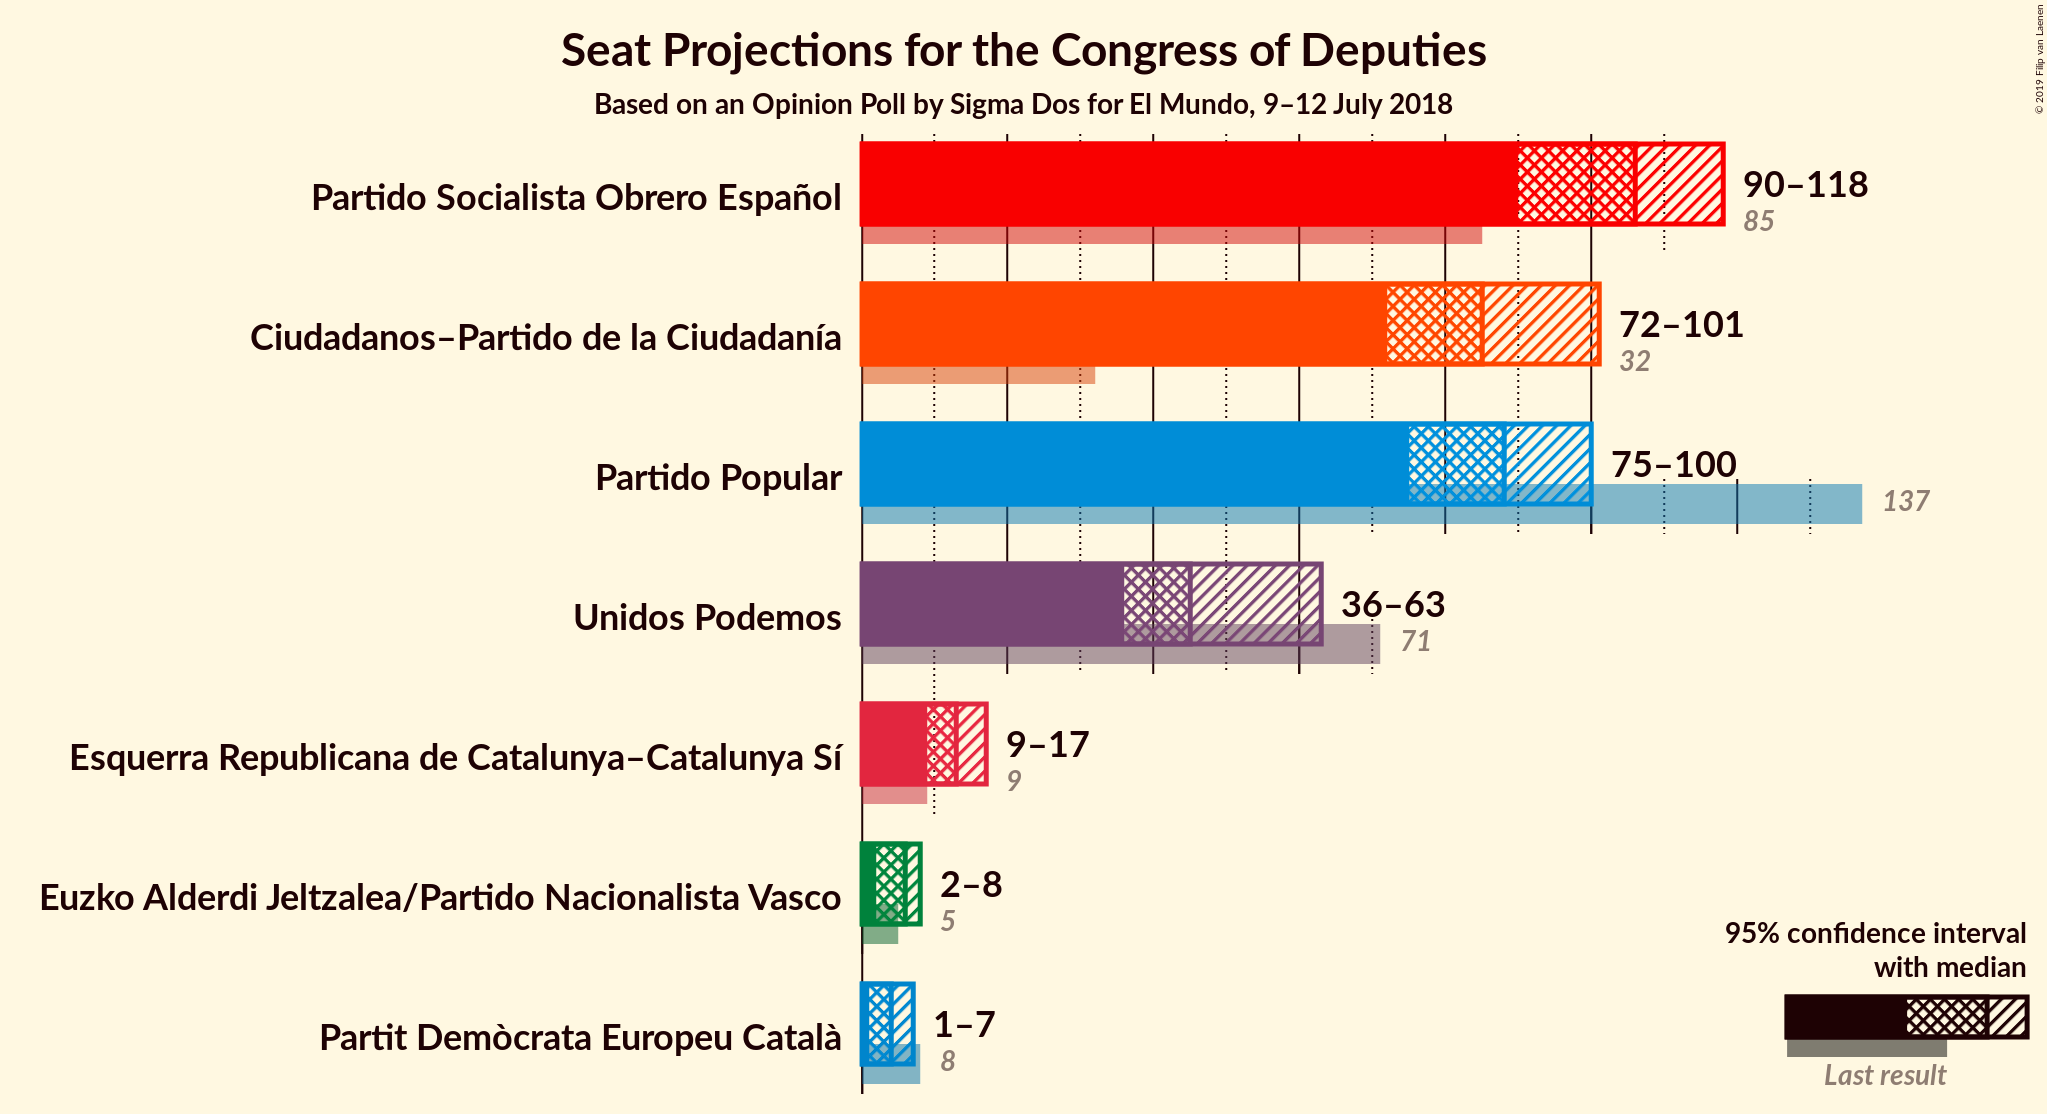 Seat Projections for the Congress of Deputies
Based on an Opinion Poll by Sigma Dos for El Mundo, 9–12 July 2018
© 2019 Filip van Laenen
Partido Socialista Obrero Español
90–118
85
Ciudadanos–Partido de la Ciudadanía
72–101
32
Partido Popular
75–100
137
Unidos Podemos
36–63
71
Esquerra Republicana de Catalunya–Catalunya Sí
9–17
9
Euzko Alderdi Jeltzalea/Partido Nacionalista Vasco
2–8
5
Partit Demòcrata Europeu Català
1–7
8
95% confidence interval
with median
Last result